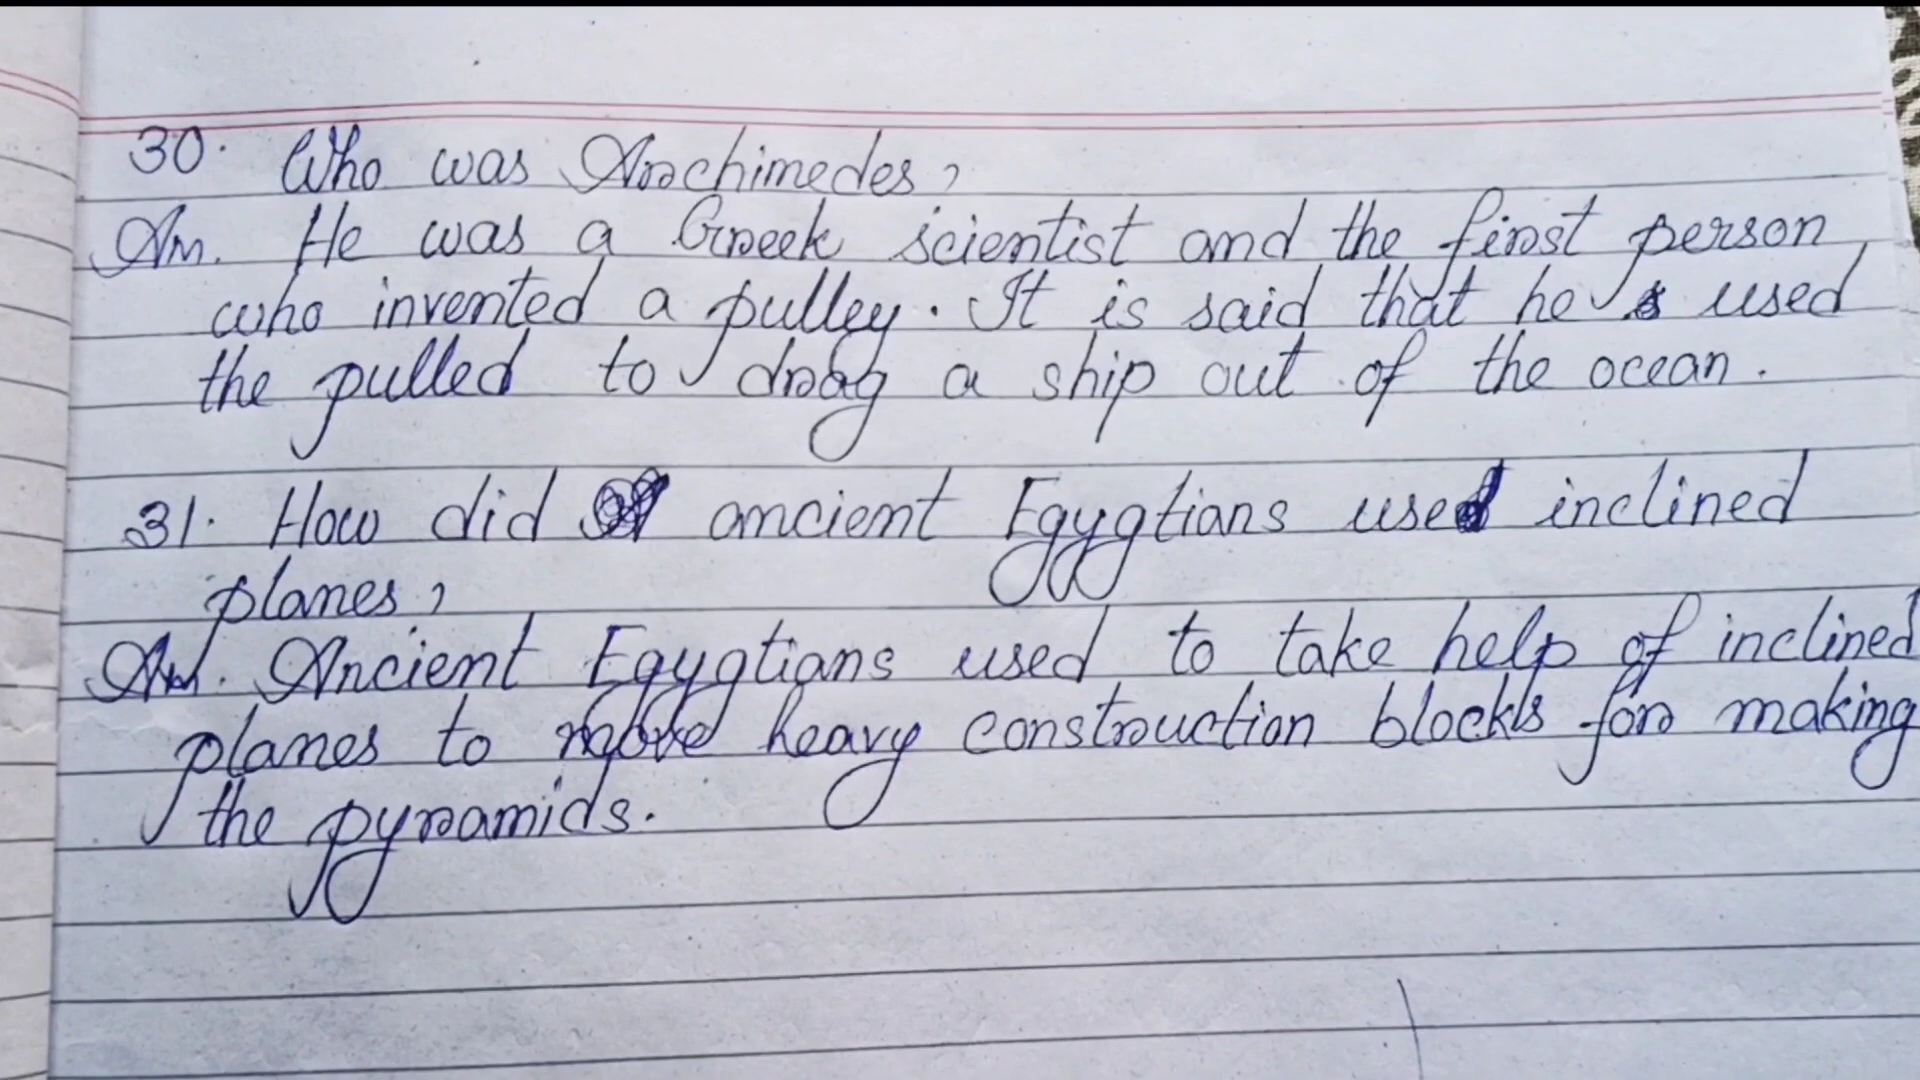 30. Who was Archimedes?
Ans. He was a Greek scientist and the first person
who invented a pulley. It is said that he used
the pulled to drag a ship out of the ocean.
31. How did ancient Egygtians used inclined
planes?
Ans. Ancient Egygtians used to take help of inclined
planes to move heavy construction blocks for making
the pyramids.